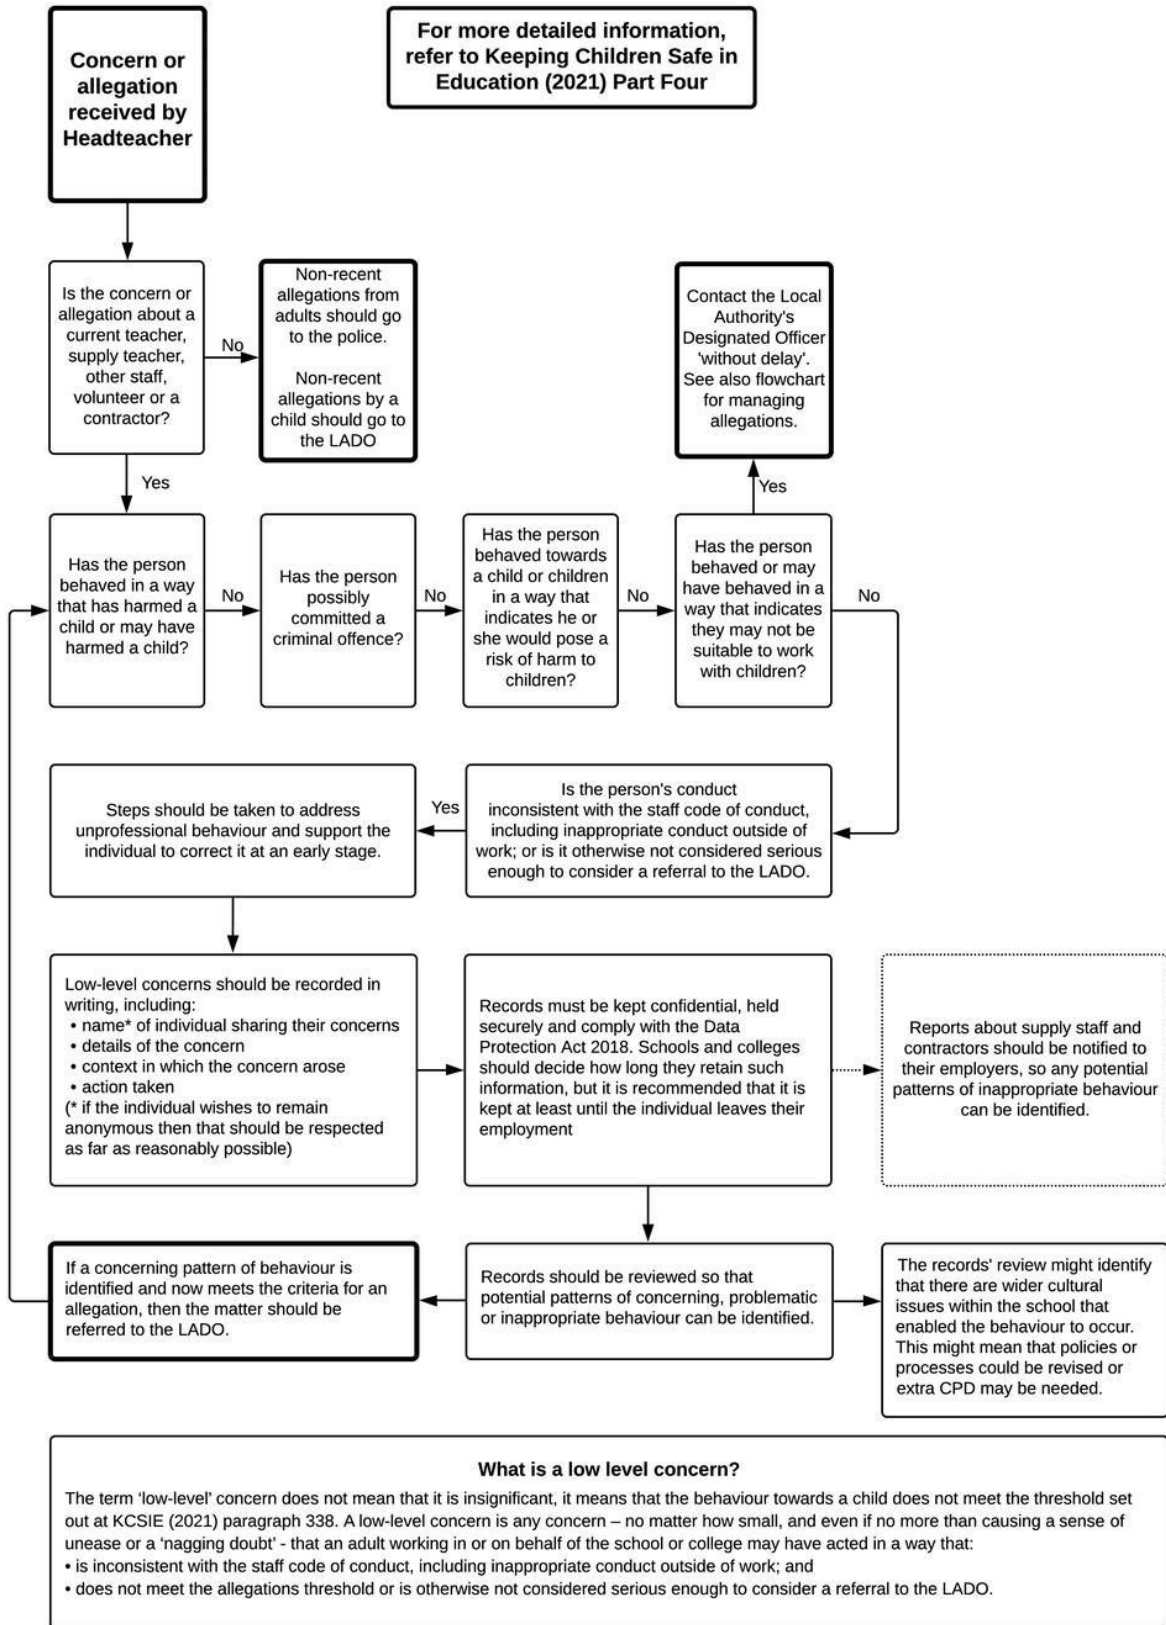 Concern or
allegation
received by
Headteacher
For more detailed information,
refer to Keeping Children Safe in
Education (2021) Part Four
Is the concern or
allegation about a
current teacher,
supply teacher,
other staff,
volunteer or a
contractor?
No
Non-recent
allegations from
adults should go
to the police.
Non-recent
allegations by a
child should go to
the LADO
Contact the Local
Authority's
Designated Officer
'without delay'.
See also flowchart
for managing
allegations.
Yes
Yes
Has the person
behaved in a way
that has harmed a
child or may have
harmed a child?
No
Has the person
possibly
committed a
criminal offence?
No
Has the person
behaved towards
a child or children
in a way that
indicates he or
she would pose a
risk of harm to
children?
No
Has the person
behaved or may
have behaved in a
way that indicates
they may not be
suitable to work
with children?
No
Steps should be taken to address
unprofessional behaviour and support the
individual to correct it at an early stage.
Yes
Is the person's conduct
inconsistent with the staff code of conduct,
including inappropriate conduct outside of
work; or is it otherwise not considered serious
enough to consider a referral to the LADO.
Low-level concerns should be recorded in
writing, including:
• name* of individual sharing their concerns
• details of the concern
• context in which the concern arose
• action taken
(* if the individual wishes to remain
anonymous then that should be respected
as far as reasonably possible)
Records must be kept confidential, held
securely and comply with the Data
Protection Act 2018. Schools and colleges
should decide how long they retain such
information, but it is recommended that it is
kept at least until the individual leaves their
employment
Reports about supply staff and
contractors should be notified to
their employers, so any potential
patterns of inappropriate behaviour
can be identified.
If a concerning pattern of behaviour is
identified and now meets the criteria for an
allegation, then the matter should be
referred to the LADO.
Records should be reviewed so that
potential patterns of concerning, problematic
or inappropriate behaviour can be identified.
The records' review might identify
that there are wider cultural
issues within the school that
enabled the behaviour to occur.
This might mean that policies or
processes could be revised or
extra CPD may be needed.
What is a low level concern?
The term 'low-level' concern does not mean that it is insignificant, it means that the behaviour towards a child does not meet the threshold set
out at KCSIE (2021) paragraph 338. A low-level concern is any concern – no matter how small, and even if no more than causing a sense of
unease or a 'nagging doubt' - that an adult working in or on behalf of the school or college may have acted in a way that:
• is inconsistent with the staff code of conduct, including inappropriate conduct outside of work; and
• does not meet the allegations threshold or is otherwise not considered serious enough to consider a referral to the LADO.